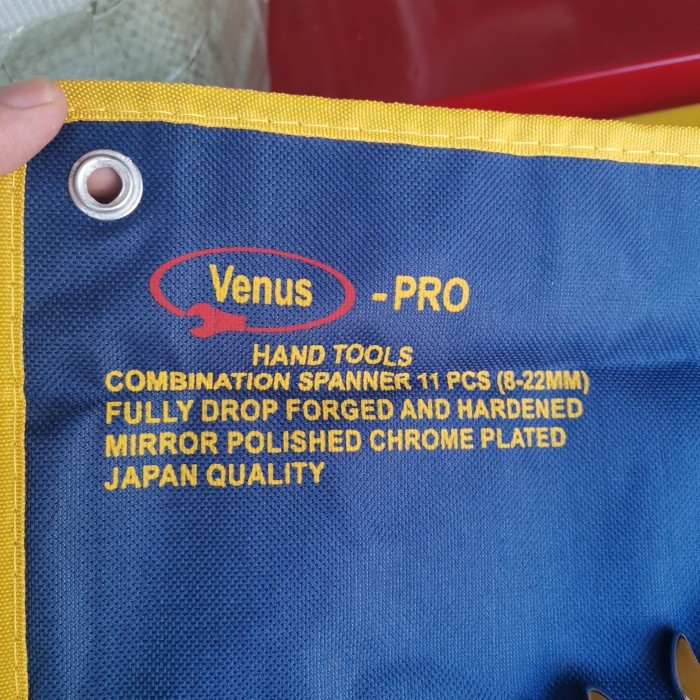 Venus -PRO
HAND TOOLS
COMBINATION SPANNER 11 PCS (8-22MM)
FULLY DROP FORGED AND HARDENED
MIRROR POLISHED CHROME PLATED
JAPAN QUALITY